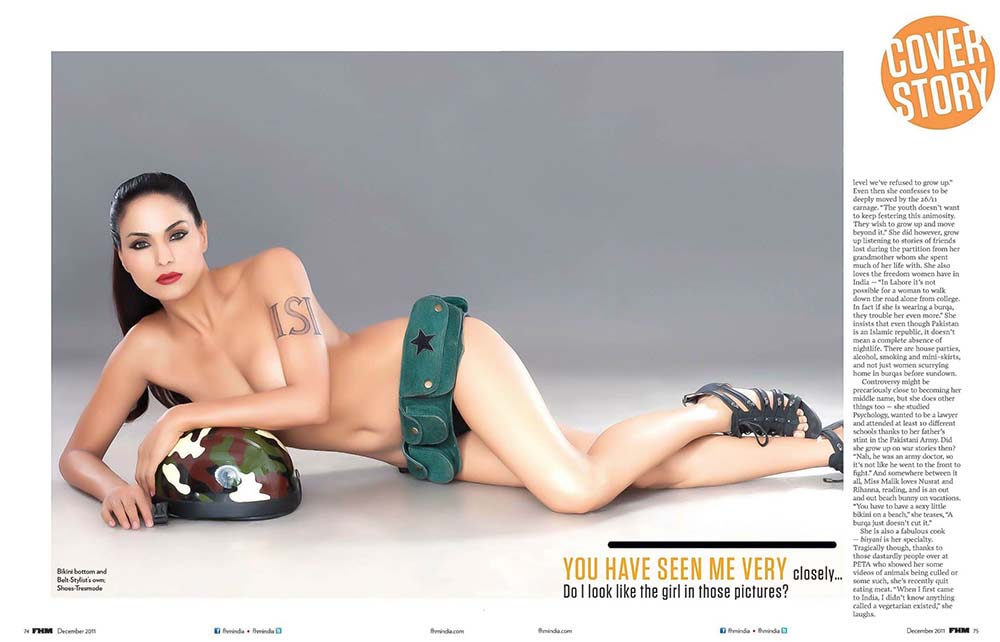 COVER
STORY
ISI
level we've refused to grow up."
Even then she confesses to be
deeply moved by the 26/11
carnage. "The youth doesn't want
to keep festering this animosity.
They wish to grow up and move
beyond it." She did however, grow
up listening to stories of friends
lost during the partition from her
grandmother whom she spent
much of her life with. She also
loves the freedom women have in
India — "In Lahore it's not
possible for a woman to walk
down the road alone from college.
In fact if she is wearing a burqa,
they trouble her even more." She
insists that even though Pakistan
is an Islamic republic, it doesn't
mean a complete absence of
nightlife. There are house parties,
alcohol, smoking and mini-skirts,
and not just women scurrying
home in burqas before sundown.
Controversy might be
precariously close to becoming her
middle name, but she does other
things too — she studied
Psychology, wanted to be a lawyer
and attended at least 10 different
schools thanks to her father's
stint in the Pakistani Army. Did
she grow up on war stories then?
"Nah, he was an army doctor, so
it's not like he went to the front to
fight." And somewhere between it
all, Miss Malik loves Nusrat and
Rihanna, reading, and is an out
and out beach bunny on vacations.
"You have to have a sexy little
bikini on a beach," she teases, "A
burqa just doesn't cut it."
She is also a fabulous cook
— biryani is her specialty.
Tragically though, thanks to
those dastardly people over at
PETA who showed her some
videos of animals being culled or
some such, she's recently quit
eating meat. "When I first came
to India, I didn't know anything
called a vegetarian existed," she
laughs.
YOU HAVE SEEN ME VERY closely...
Do I look like the girl in those pictures?
Bikini bottom and
Belt-Stylist's own;
Shoes-Tresmode
74 FHM December 2011
fhmindia • fhmindia
fhmindia.com
fhmindia.com
fhmindia • fhmindia
December 2011 FHM 75